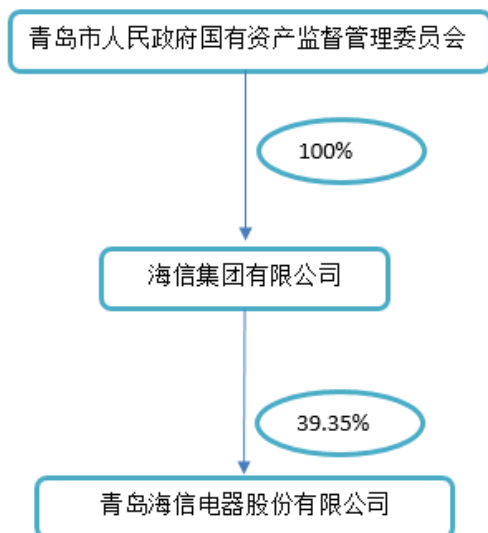 青岛市人民政府国有资产监督管理委员会
100%
海信集团有限公司
39.35%
青岛海信电器股份有限公司